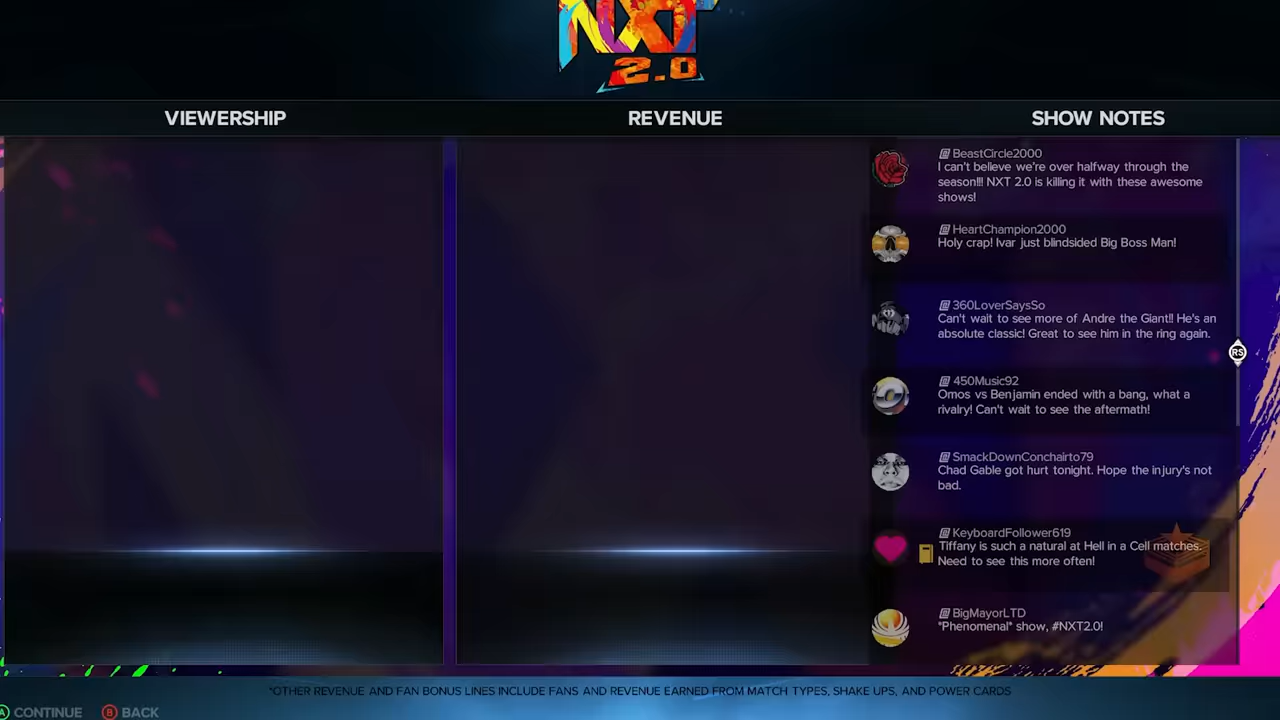 NXT
2.0
VIEWERSHIP
REVENUE
SHOW NOTES
BeastCircle2000
I can't believe we're over halfway through the
season!!! NXT 2.0 is killing it with these awesome
shows!
HeartChampion2000
Holy crap! Ivar just blindsided Big Boss Man!
360LoverSaysSo
Can't wait to see more of Andre the Giant!! He's an
absolute classic! Great to see him in the ring again.
RS
450Music92
Omos vs Benjamin ended with a bang, what a
rivalry! Can't wait to see the aftermath!
SmackDownConchairto79
Chad Gable got hurt tonight. Hope the injury's not
bad.
KeyboardFollower619
Tiffany is such a natural at Hell in a Cell matches.
Need to see this more often!
BigMayorLTD
*Phenomenal* show, #NXT2.0!
*OTHER REVENUE AND FAN BONUS LINES INCLUDE FANS AND REVENUE EARNED FROM MATCH TYPES, SHAKE UPS, AND POWER CARDS
A CONTINUE B BACK